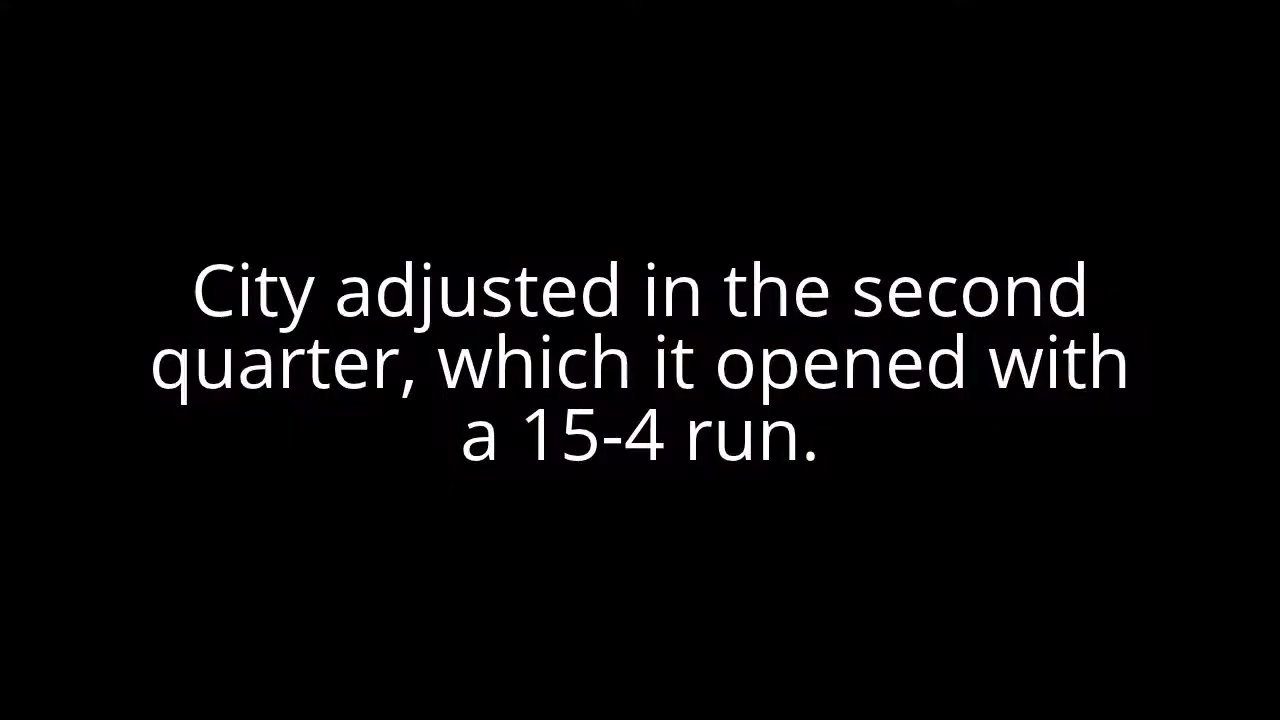 City adjusted in the second
quarter, which it opened with
a 15-4 run.